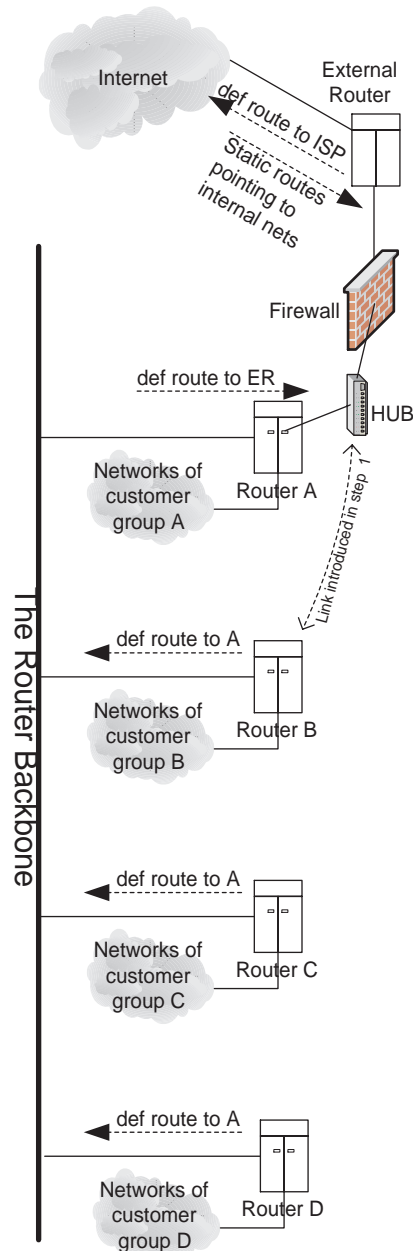 Internet
External
Router
def route to ISP
Static routes
pointing to
internal nets
Firewall
def route to ER
HUB
Networks of
customer
group A
Router A
Link introduced in step 1
The Router Backbone
def route to A
Networks of
customer
group B
Router B
def route to A
Networks of
customer
group C
Router C
def route to A
Networks of
customer
group D
Router D